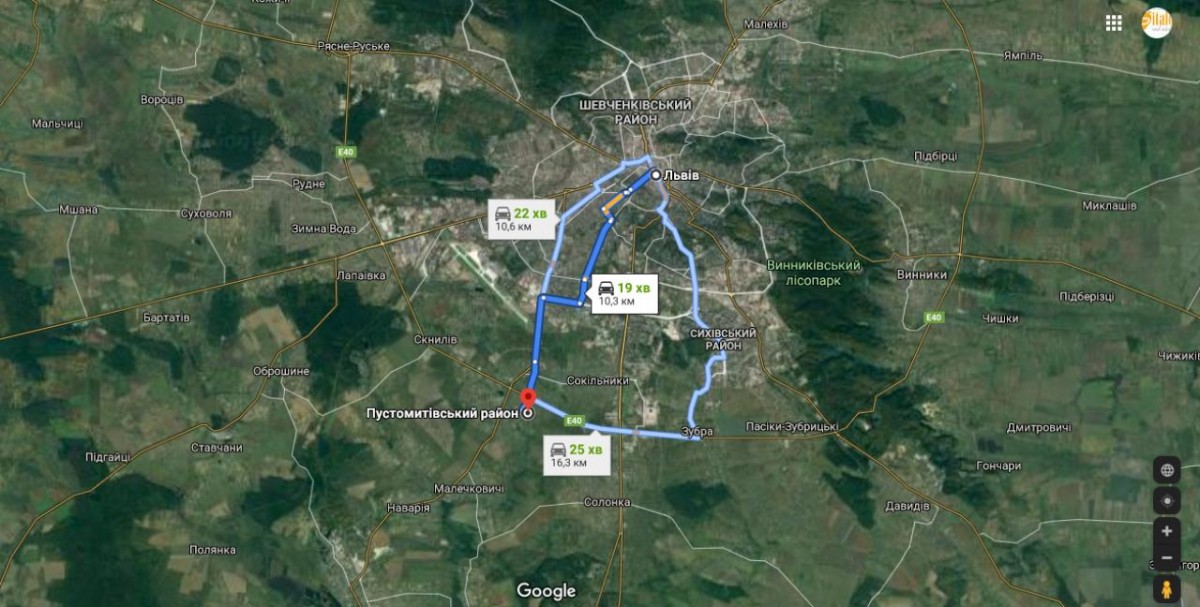 Малехів
Рясне-Руське
Ямпіль
Вороців
ШЕВЧЕНКІВСЬКИЙ
РАЙОН
Мальчиці
E40
Підбірці
Львів
Рудне
Мшана
Суховоля
Миклашів
22 хв
10,6 км
Зимна Вода
Винниківський
лісопарк
Лапаївка
Винники
19 хв
10,3 км
Підберізці
Бартатів
E40
Чишки
СИХІВСЬКИЙ
РАЙОН
Скнилів
Оброшине
Сокільники
Пустомитівський район
E40
Зубра
Пасіки-Зубрицькі
Дмитровичі
Ставчани
25 хв
16,3 км
Підгайці
Гончари
Малечковичі
Солонка
Наварія
Давидів
Полянка
Google